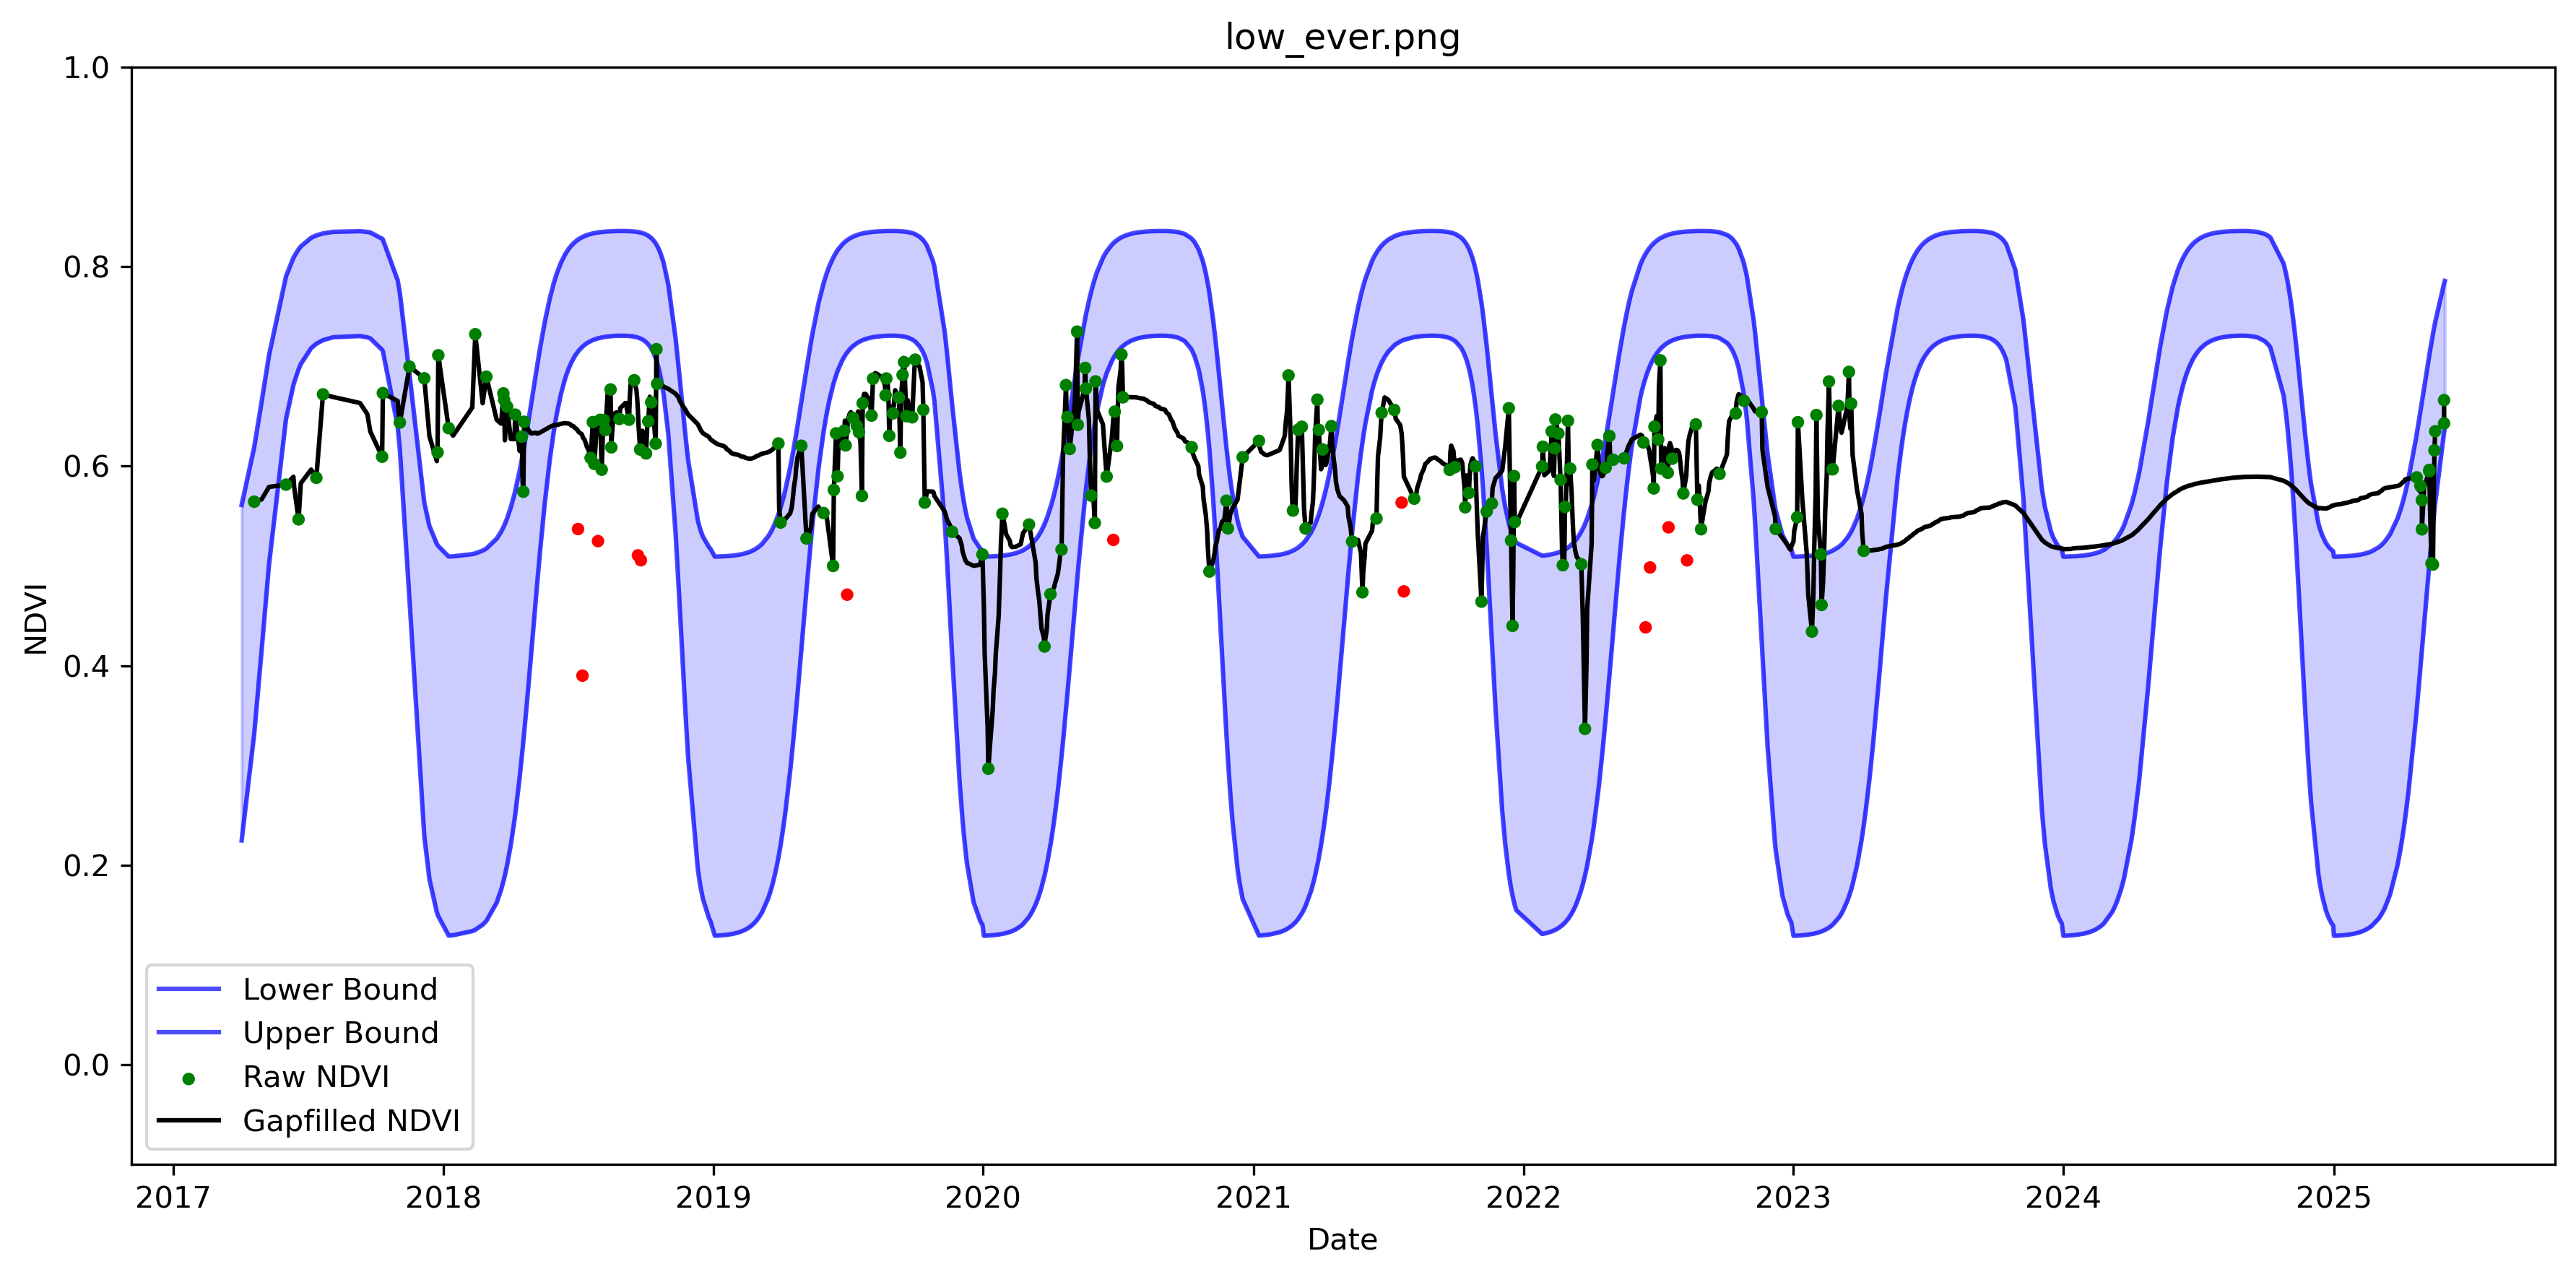 low_ever.png
1.0
0.8
0.6
0.4
0.2
0.0
NDVI
Lower Bound
Upper Bound
Raw NDVI
Gapfilled NDVI
2017 2018 2019 2020 2021 2022 2023 2024 2025
Date